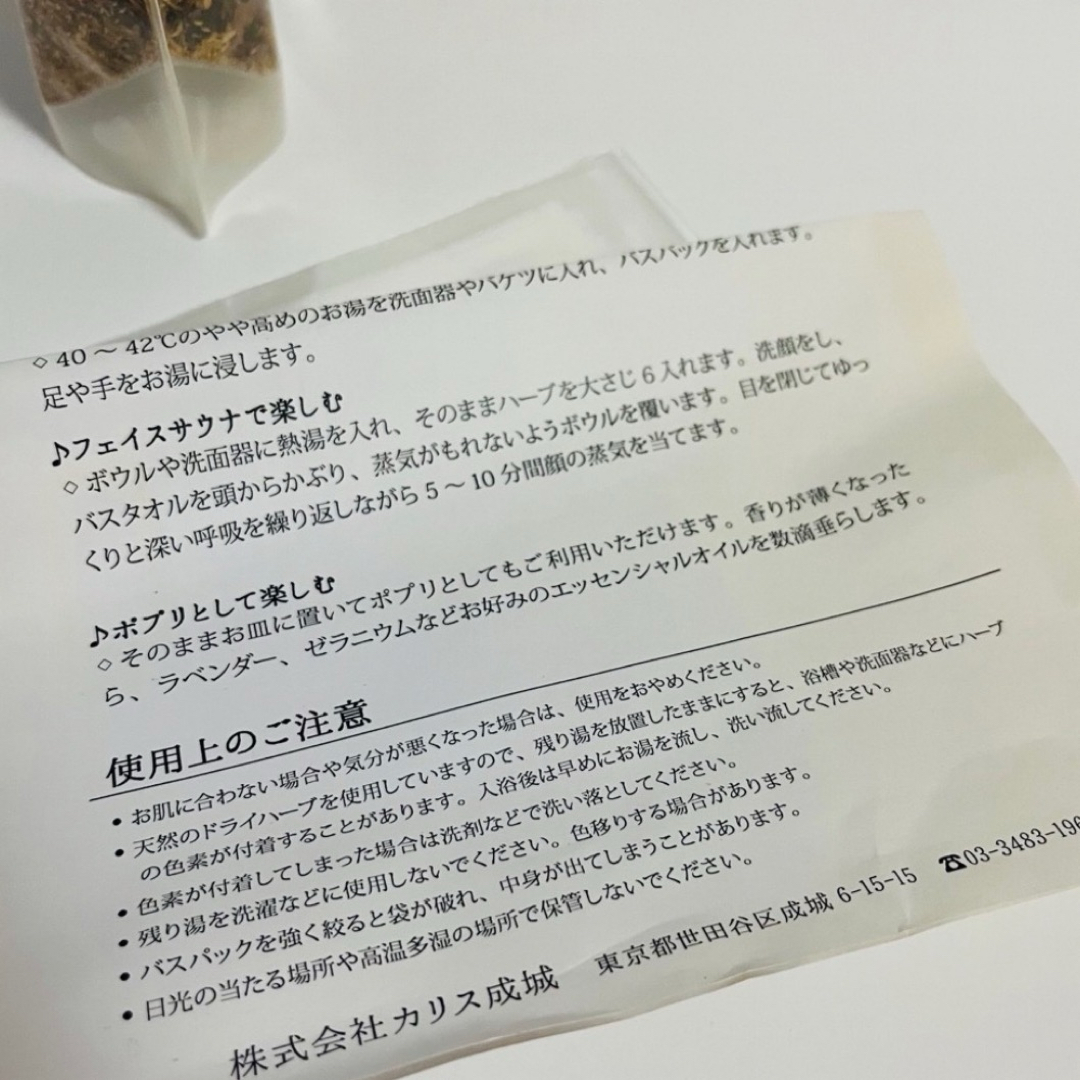 ◇ 40 ～ 42℃のやや高めのお湯を洗面器やバケツに入れ、バスパックを入れます。
足や手をお湯に浸します。
♪フェイスサウナで楽しむ
◇ ボウルや洗面器に熱湯を入れ、そのままハーブを大さじ 6 入れます。洗顔をし、
バスタオルを頭からかぶり、蒸気がもれないようボウルを覆います。目を閉じてゆっ
くりと深い呼吸を繰り返しながら 5 ～ 10 分間顔の蒸気を当てます。
♪ポプリとして楽しむ
◇ そのままお皿に置いてポプリとしてもご利用いただけます。香りが薄くなった
ら、ラベンダー、ゼラニウムなどお好みのエッセンシャルオイルを数滴垂らします。
使用上のご注意
• お肌に合わない場合や気分が悪くなった場合は、使用をおやめください。
• 天然のドライハーブを使用していますので、残り湯を放置したままにすると、浴槽や洗面器などにハーブ
の色素が付着することがあります。入浴後は早めにお湯を流し、洗い流してください。
• 色素が付着してしまった場合は洗剤などで洗い落としてください。
• 残り湯を洗濯などに使用しないでください。色移りする場合があります。
• バスパックを強く絞ると袋が破れ、中身が出てしまうことがあります。
• 日光の当たる場所や高温多湿の場所で保管しないでください。
株式会社カリス成城 東京都世田谷区成城 6-15-15 ☎03-3483-196